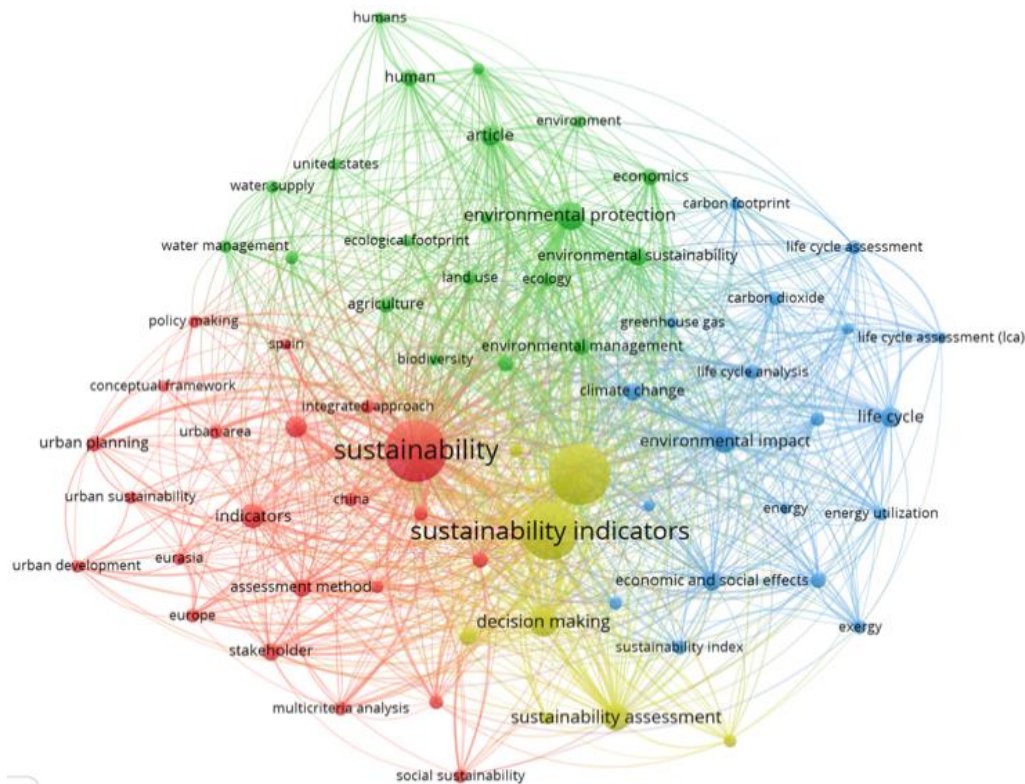 humans
human
article
environment
united states
economics
water supply
carbon footprint
environmental protection
water management
ecological footprint
life cycle assessment
environmental sustainability
land use
ecology
agriculture
carbon dioxide
policy making
greenhouse gas
life cycle assessment (lca)
spain
environmental management
biodiversity
life cycle analysis
conceptual framework
climate change
integrated approach
life cycle
urban planning
urban area
environmental impact
sustainability
urban sustainability
china
energy
energy utilization
indicators
sustainability indicators
urban development
eurasia
assessment method
economic and social effects
europe
decision making
exergy
stakeholder
sustainability index
multicriteria analysis
sustainability assessment
social sustainability